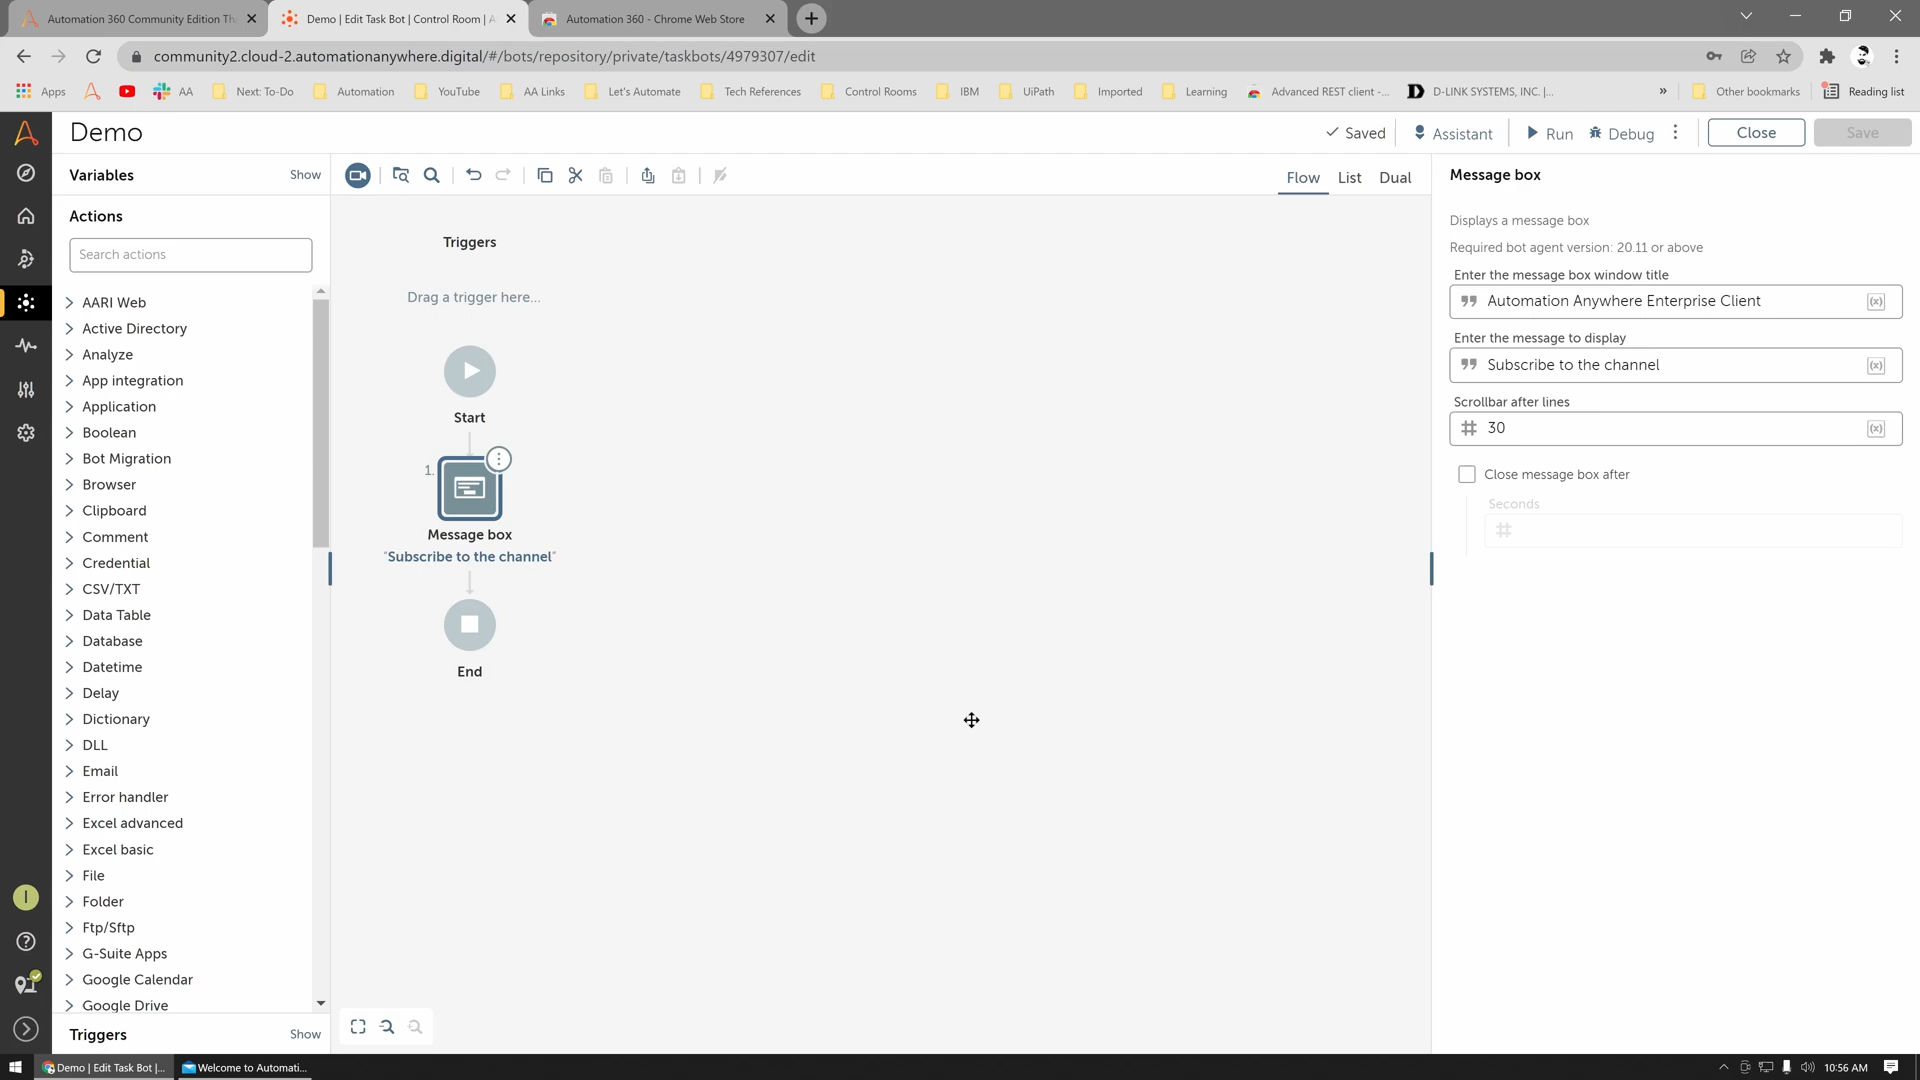 Automation 360 Community Edition Th
Demo | Edit Task Bot | Control Room | A
Automation 360 - Chrome Web Store
community2.cloud-2.automationanywhere.digital/#/bots/repository/private/taskbots/4979307/edit
Apps
AA
Next: To-Do
Automation
YouTube
AA Links
Let's Automate
Tech References
Control Rooms
IBM
UiPath
Imported
Learning
Advanced REST client -...
D-LINK SYSTEMS, INC. |...
»
Other bookmarks
Reading list
Demo
Saved
Assistant
Run
Debug
Close
Save
Variables
Show
Flow
List
Dual
Actions
Search actions
AARI Web
Active Directory
Analyze
App integration
Application
Boolean
Bot Migration
Browser
Clipboard
Comment
Credential
CSV/TXT
Data Table
Database
Datetime
Delay
Dictionary
DLL
Email
Error handler
Excel advanced
Excel basic
File
Folder
Ftp/Sftp
G-Suite Apps
Google Calendar
Google Drive
Triggers
Show
Triggers
Drag a trigger here...
Start
1.
Message box
"Subscribe to the channel"
End
Message box
Displays a message box
Required bot agent version: 20.11 or above
Enter the message box window title
Automation Anywhere Enterprise Client
(x)
Enter the message to display
Subscribe to the channel
(x)
Scrollbar after lines
30
(x)
Close message box after
Seconds
I
Demo | Edit Task Bot |...
Welcome to Automati...
10:56 AM